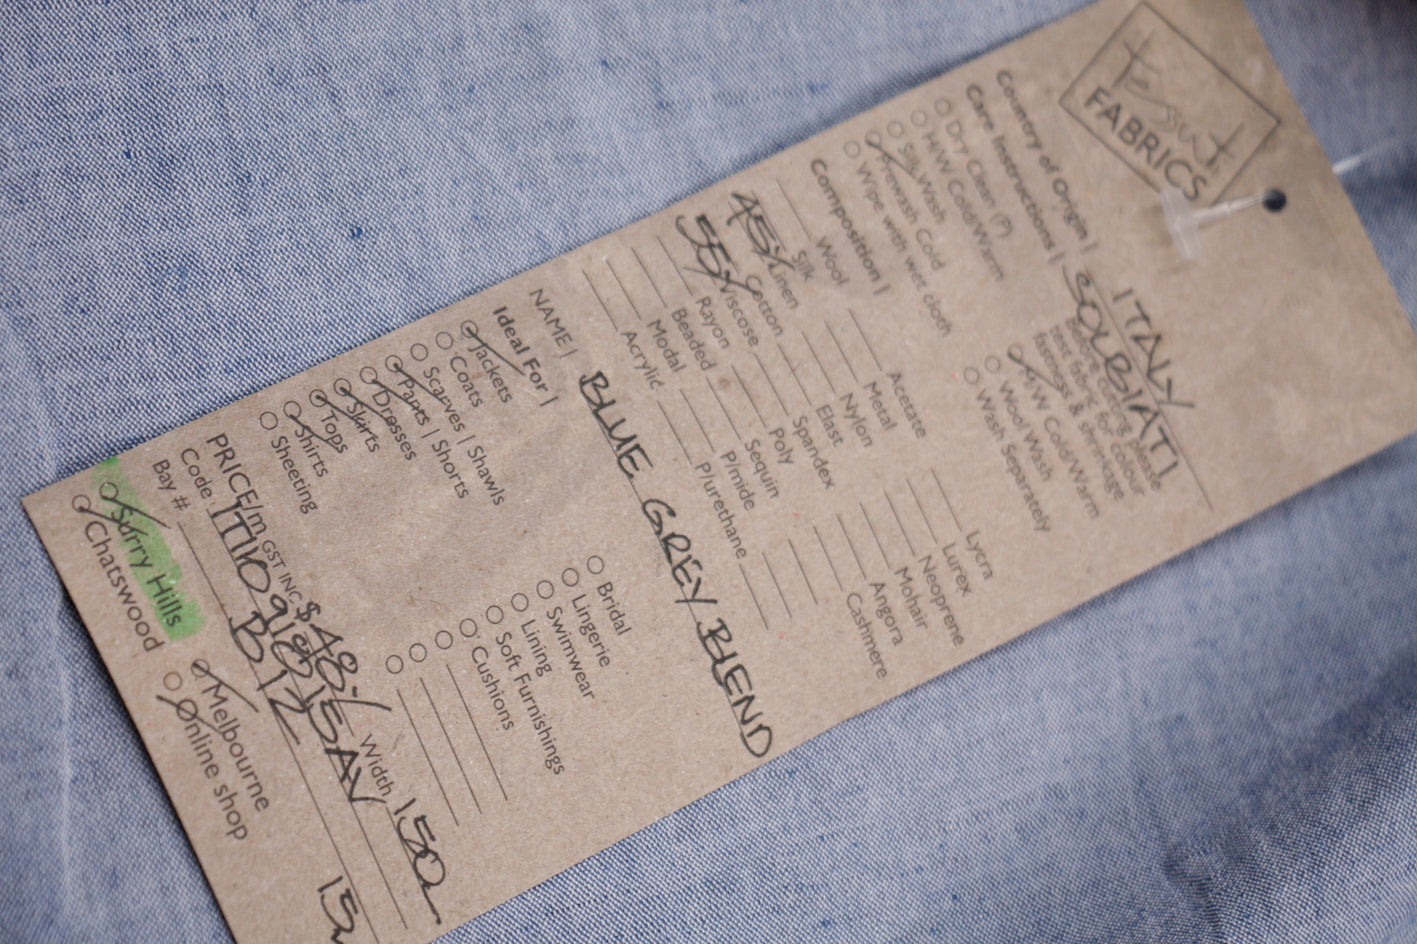 tessuti
FABRICS
Country of Origin | ITALY
Care Instructions | SOLBIATI
Dry Clean (P)
H/W Cold/Warm
Silk Wash
Prewash Cold
Wipe with wet cloth
Before cutting please
test fabric for colour
fastness & shrinkage
M/W Cold/Warm
Wool Wash
Wash Separately
Composition |
Wool
Silk
45% Linen
Cotton
55% Viscose
Rayon
Beaded
Modal
Acrylic
Acetate
Metal
Nylon
Elast
Spandex
Poly
Sequin
P/mide
P/urethane
Lycra
Lurex
Neoprene
Mohair
Angora
Cashmere
NAME | BLUE GREY BLEND
Ideal For |
Jackets
Coats
Scarves | Shawls
Pants | Shorts
Dresses
Skirts
Tops
Shirts
Sheeting
Bridal
Lingerie
Swimwear
Lining
Soft Furnishings
Cushions
PRICE/m GST INC. $48- Width 150
Code
Bay # B12
Surry Hills
Chatswood
Melbourne
Online shop